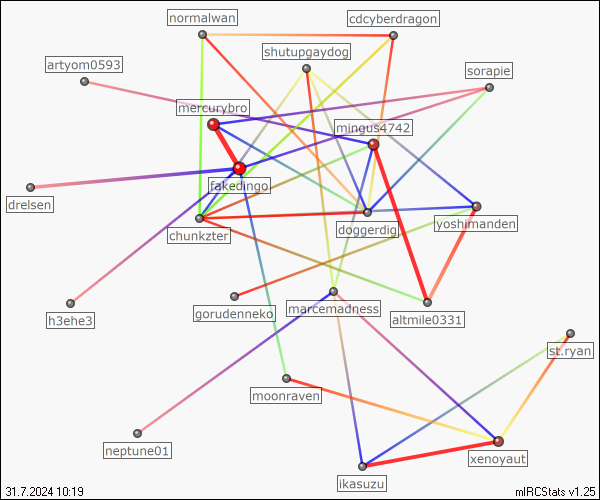 normalwan
cdcyberdragon
shutupgaydog
artyom0593
sorapie
mercurybro
mingus4742
fakedingo
drelsen
chunkzter
doggerdig
yoshimanden
h3ehe3
gorudenneko
marcemadness
altmile0331
st.ryan
moonraven
neptune01
xenoyaut
ikasuzu
31.7.2024 10:19
mIRCStats v1.25